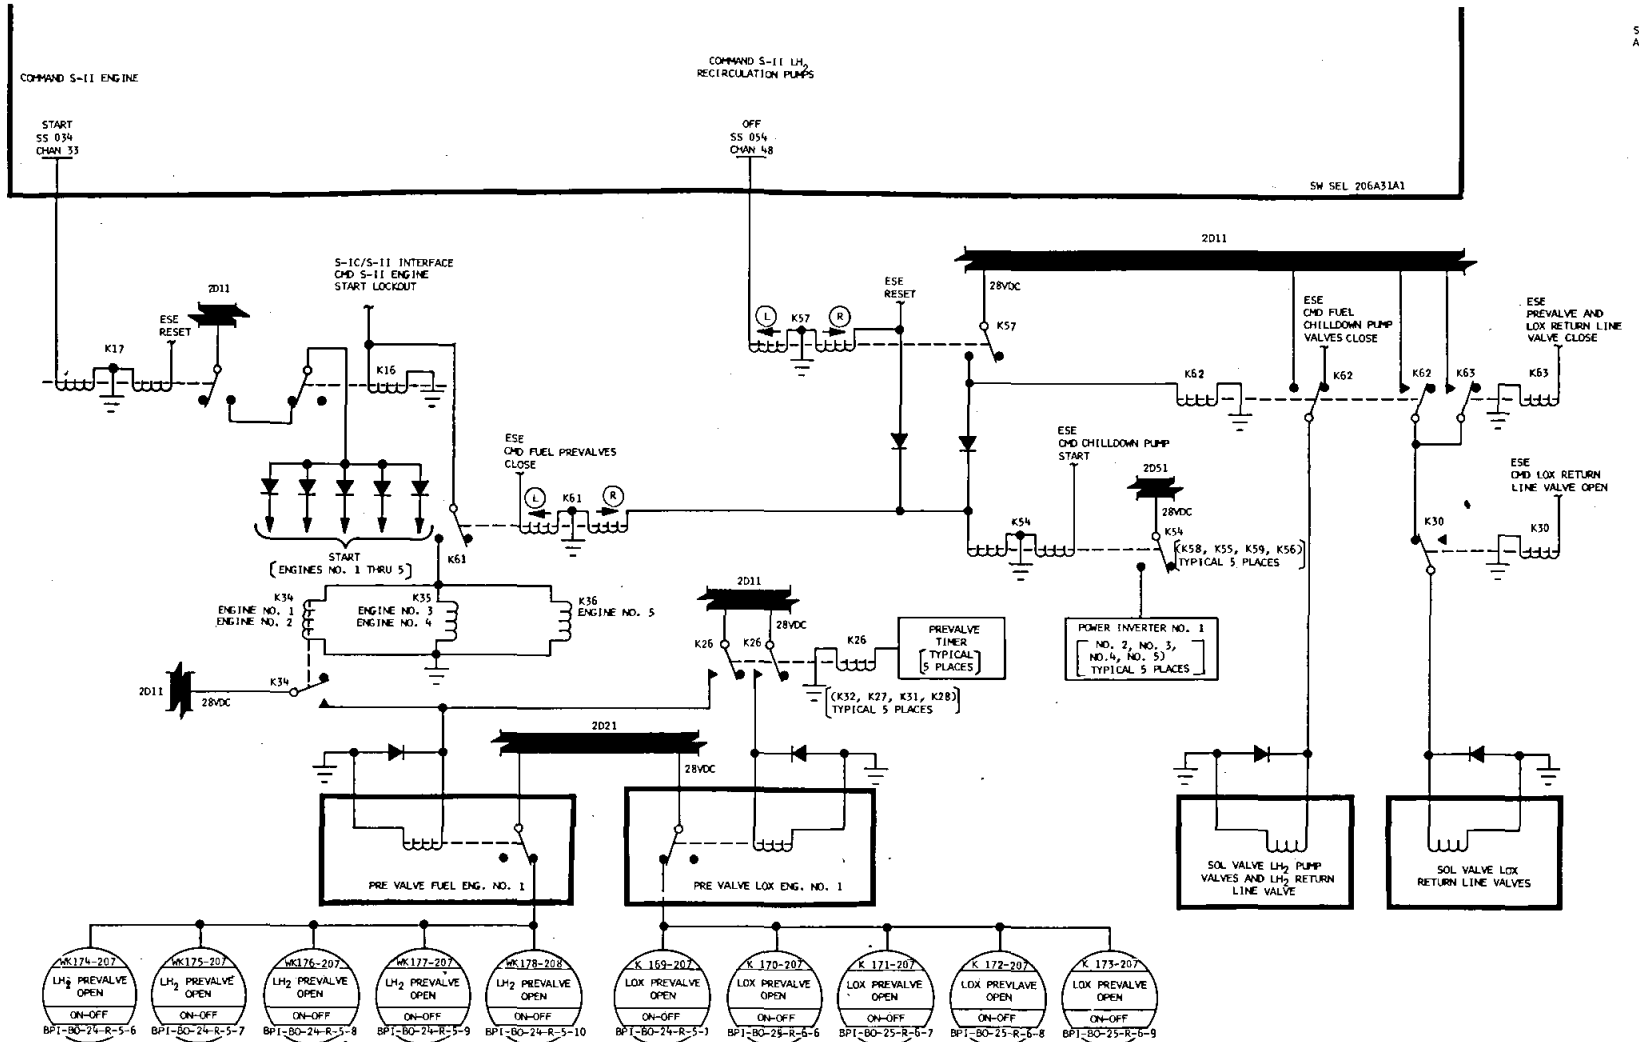 S
A
COMMAND S-II ENGINE
COMMAND S-II LH2
RECIRCULATION PUMPS
START
SS 034
CHAN 33
OFF
SS 054
CHAN 48
SW SEL 206A31A1
S-IC/S-II INTERFACE
CMD S-II ENGINE
START LOCKOUT
2D11
ESE
RESET
K17
K16
2D11
ESE
RESET
28VDC
L
K57
R
K57
ESE
CMD FUEL
CHILLDOWN PUMP
VALVES CLOSE
ESE
PREVALVE AND
LOX RETURN LINE
VALVE CLOSE
K62
K62
K62
K63
K63
ESE
CMD FUEL PREVALVES
CLOSE
L
K61
R
K61
ESE
CMD CHILLDOWN PUMP
START
2D51
28VDC
K54
K54
(K58, K55, K59, K56)
TYPICAL 5 PLACES
ESE
CMD LOX RETURN
LINE VALVE OPEN
K30
K30
START
[ENGINES NO. 1 THRU 5]
K34
ENGINE NO. 1
ENGINE NO. 2
K35
ENGINE NO. 3
ENGINE NO. 4
K36
ENGINE NO. 5
2D11
28VDC
K26
K26
K26
PREVALVE
TIMER
[TYPICAL
5 PLACES]
POWER INVERTER NO. 1
[NO. 2, NO. 3,
NO.4, NO. 5)
TYPICAL 5 PLACES]
2D11
28VDC
K34
(K32, K27, K31, K28)
TYPICAL 5 PLACES
2D21
28VDC
PRE VALVE FUEL ENG. NO. 1
PRE VALVE LOX ENG. NO. 1
SOL VALVE LH2 PUMP
VALVES AND LH2 RETURN
LINE VALVE
SOL VALVE LOX
RETURN LINE VALVES
WK174-207
LH2 PREVALVE
OPEN
ON-OFF
BPI-BO-24-R-5-6
WK175-207
LH2 PREVALVE
OPEN
ON-OFF
BPI-BO-24-R-5-7
WK176-207
LH2 PREVALVE
OPEN
ON-OFF
BPI-BO-24-R-5-8
WK177-207
LH2 PREVALVE
OPEN
ON-OFF
BPI-BO-24-R-5-9
WK178-208
LH2 PREVALVE
OPEN
ON-OFF
BPI-BO-24-R-5-10
K 169-207
LOX PREVALVE
OPEN
ON-OFF
K 170-207
LOX PREVALVE
OPEN
ON-OFF
BPI-BO-25-R-6-6
K 171-207
LOX PREVALVE
OPEN
ON-OFF
BPI-BO-25-R-6-7
K 172-207
LOX PREVLAVE
OPEN
ON-OFF
BPI-BO-25-R-6-8
K 173-207
LOX PREVALVE
OPEN
ON-OFF
BPI-BO-25-R-6-9